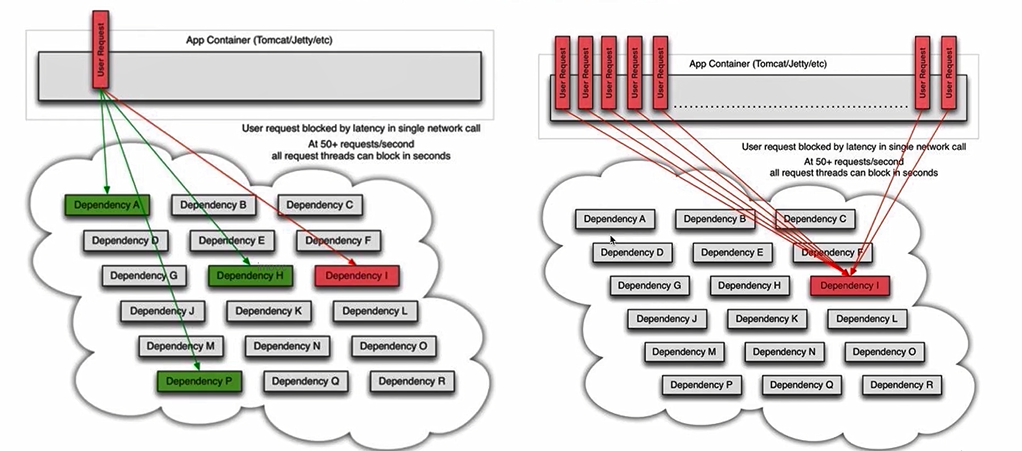 User Request
App Container (Tomcat/Jetty/etc)
User request blocked by latency in single network call
At 50+ requests/second
all request threads can block in seconds
Dependency A
Dependency B
Dependency C
Dependency D
Dependency E
Dependency F
Dependency G
Dependency H
Dependency I
Dependency J
Dependency K
Dependency L
Dependency M
Dependency N
Dependency O
Dependency P
Dependency Q
Dependency R
User Request
User Request
User Request
User Request
User Request
User Request
User Request
App Container (Tomcat/Jetty/etc)
User request blocked by latency in single network call
At 50+ requests/second
all request threads can block in seconds
Dependency A
Dependency B
Dependency C
Dependency D
Dependency E
Dependency F
Dependency G
Dependency H
Dependency I
Dependency J
Dependency K
Dependency L
Dependency M
Dependency N
Dependency O
Dependency P
Dependency Q
Dependency R